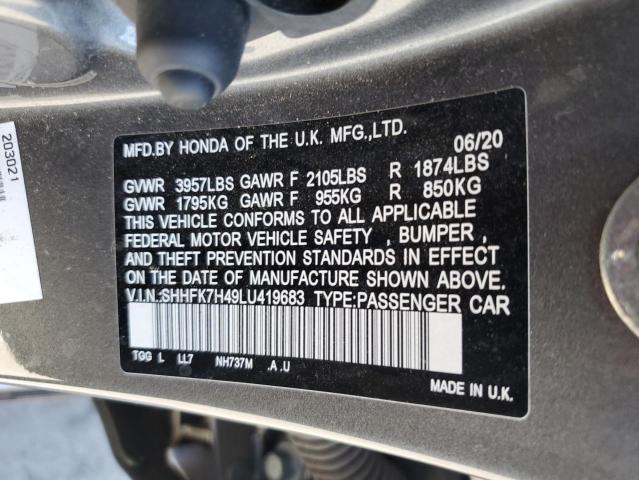 MFD.BY HONDA OF THE U.K. MFG.,LTD. 06/20
GVWR 3957LBS GAWR F 2105LBS R 1874LBS
GVWR 1795KG GAWR F 955KG R 850KG
THIS VEHICLE CONFORMS TO ALL APPLICABLE
FEDERAL MOTOR VEHICLE SAFETY , BUMPER ,
AND THEFT PREVENTION STANDARDS IN EFFECT
ON THE DATE OF MANUFACTURE SHOWN ABOVE.
V.I.N.:SHHFK7H49LU419683 TYPE:PASSENGER CAR
TGG L LL7 NH737M .A .U
MADE IN U.K.
203021